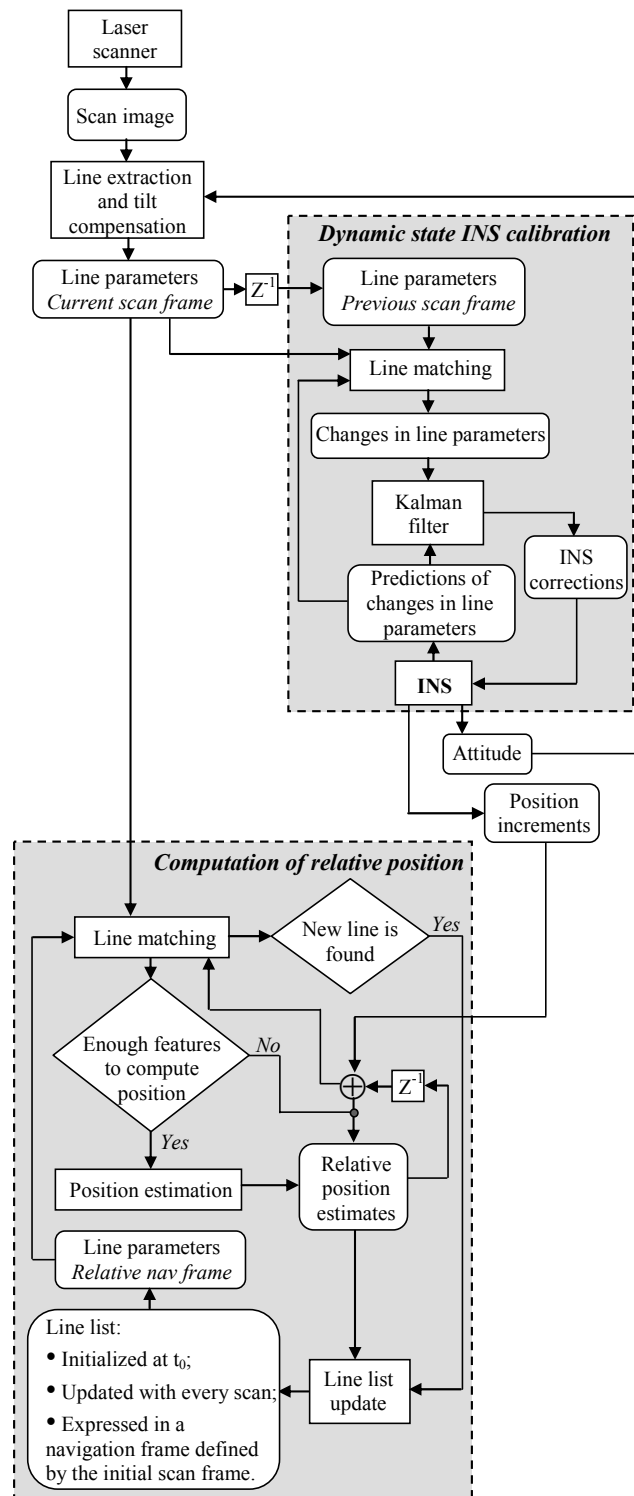 Laser
scanner
Scan image
Line extraction
and tilt
compensation
Dynamic state INS calibration
Line parameters
Current scan frame
Z⁻¹
Line parameters
Previous scan frame
Line matching
Changes in line parameters
Kalman
filter
INS
corrections
Predictions of
changes in line
parameters
INS
Attitude
Position
increments
Computation of relative position
Line matching
New line is
found
Yes
Enough features
to compute
position
No
Z⁻¹
Yes
Position estimation
Relative
position
estimates
Line parameters
Relative nav frame
Line list:
• Initialized at t₀;
• Updated with every scan;
• Expressed in a
navigation frame defined
by the initial scan frame.
Line list
update